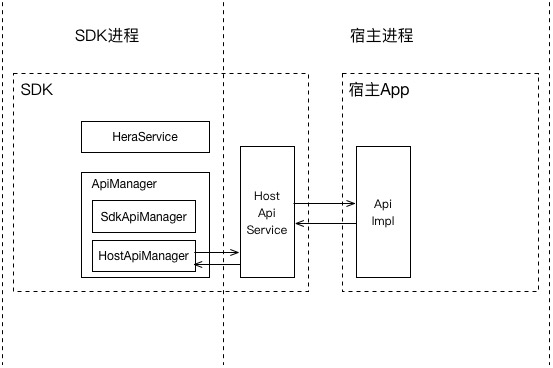 SDK进程
宿主进程
SDK
宿主App
HeraService
ApiManager
SdkApiManager
HostApiManager
Host
Api
Service
Api
Impl